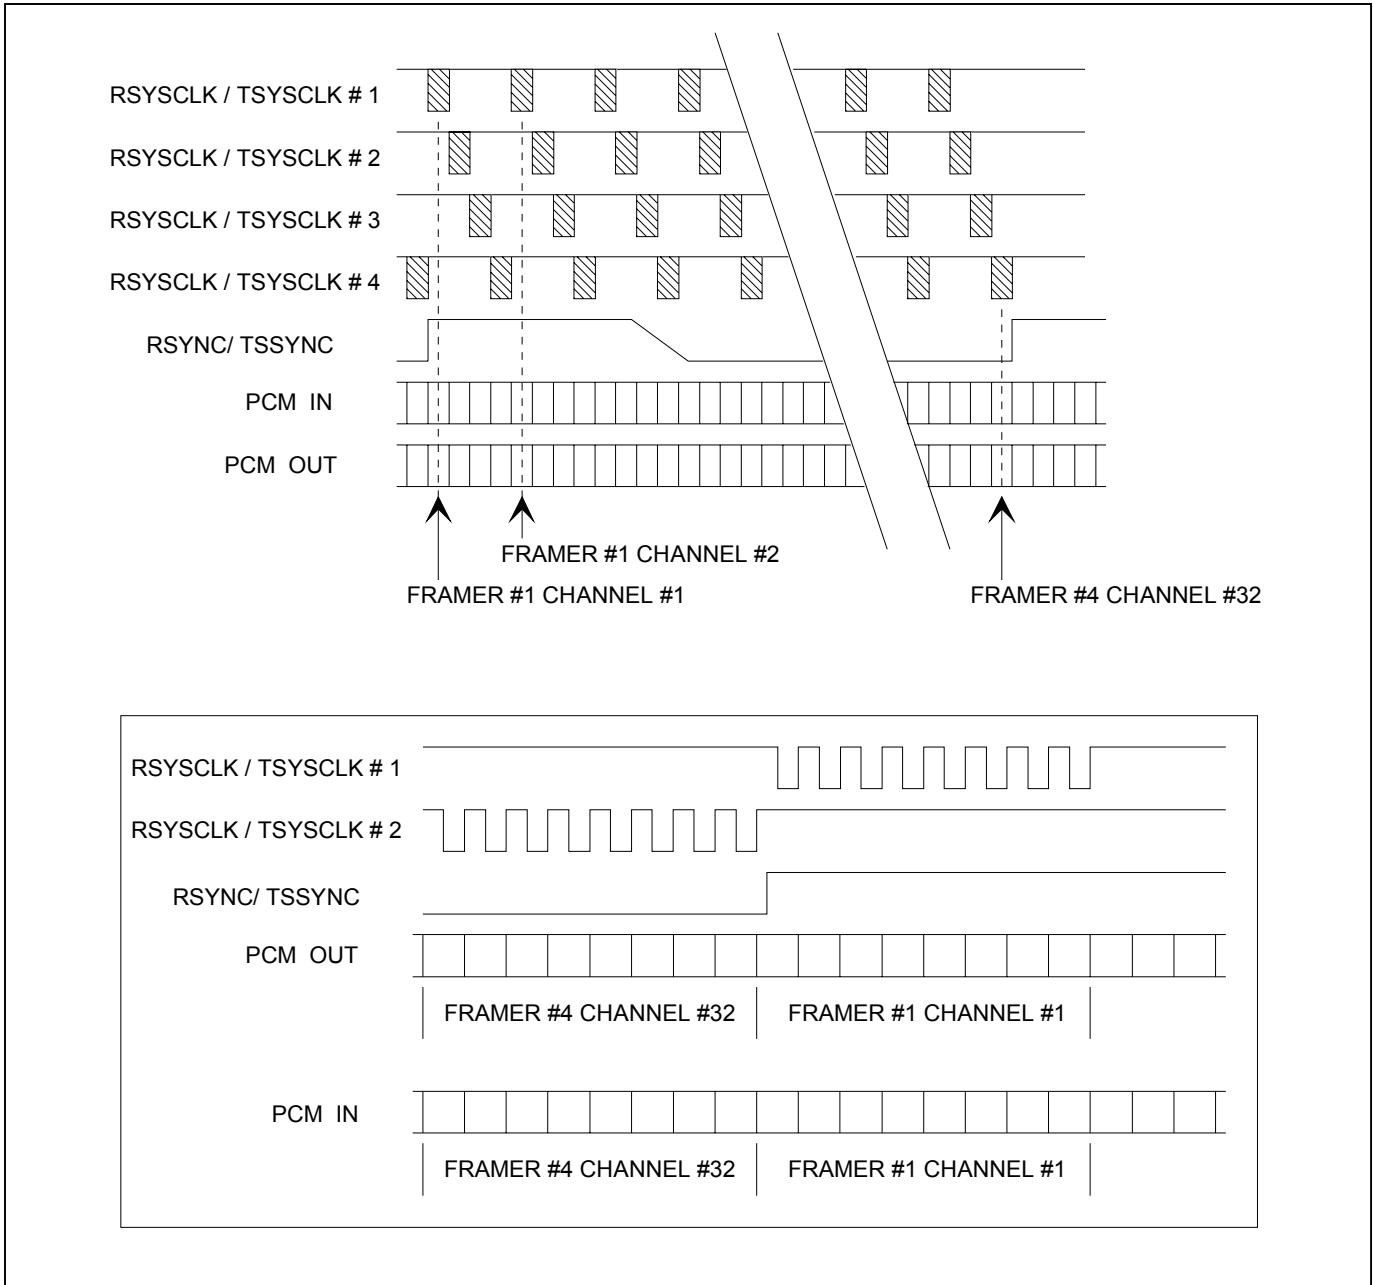 RSYSCLK / TSYSCLK # 1
RSYSCLK / TSYSCLK # 2
RSYSCLK / TSYSCLK # 3
RSYSCLK / TSYSCLK # 4
RSYNC/ TSSYNC
PCM IN
PCM OUT
FRAMER #1 CHANNEL #2
FRAMER #1 CHANNEL #1
FRAMER #4 CHANNEL #32
RSYSCLK / TSYSCLK # 1
RSYSCLK / TSYSCLK # 2
RSYNC/ TSSYNC
PCM OUT
FRAMER #4 CHANNEL #32
FRAMER #1 CHANNEL #1
PCM IN
FRAMER #4 CHANNEL #32
FRAMER #1 CHANNEL #1